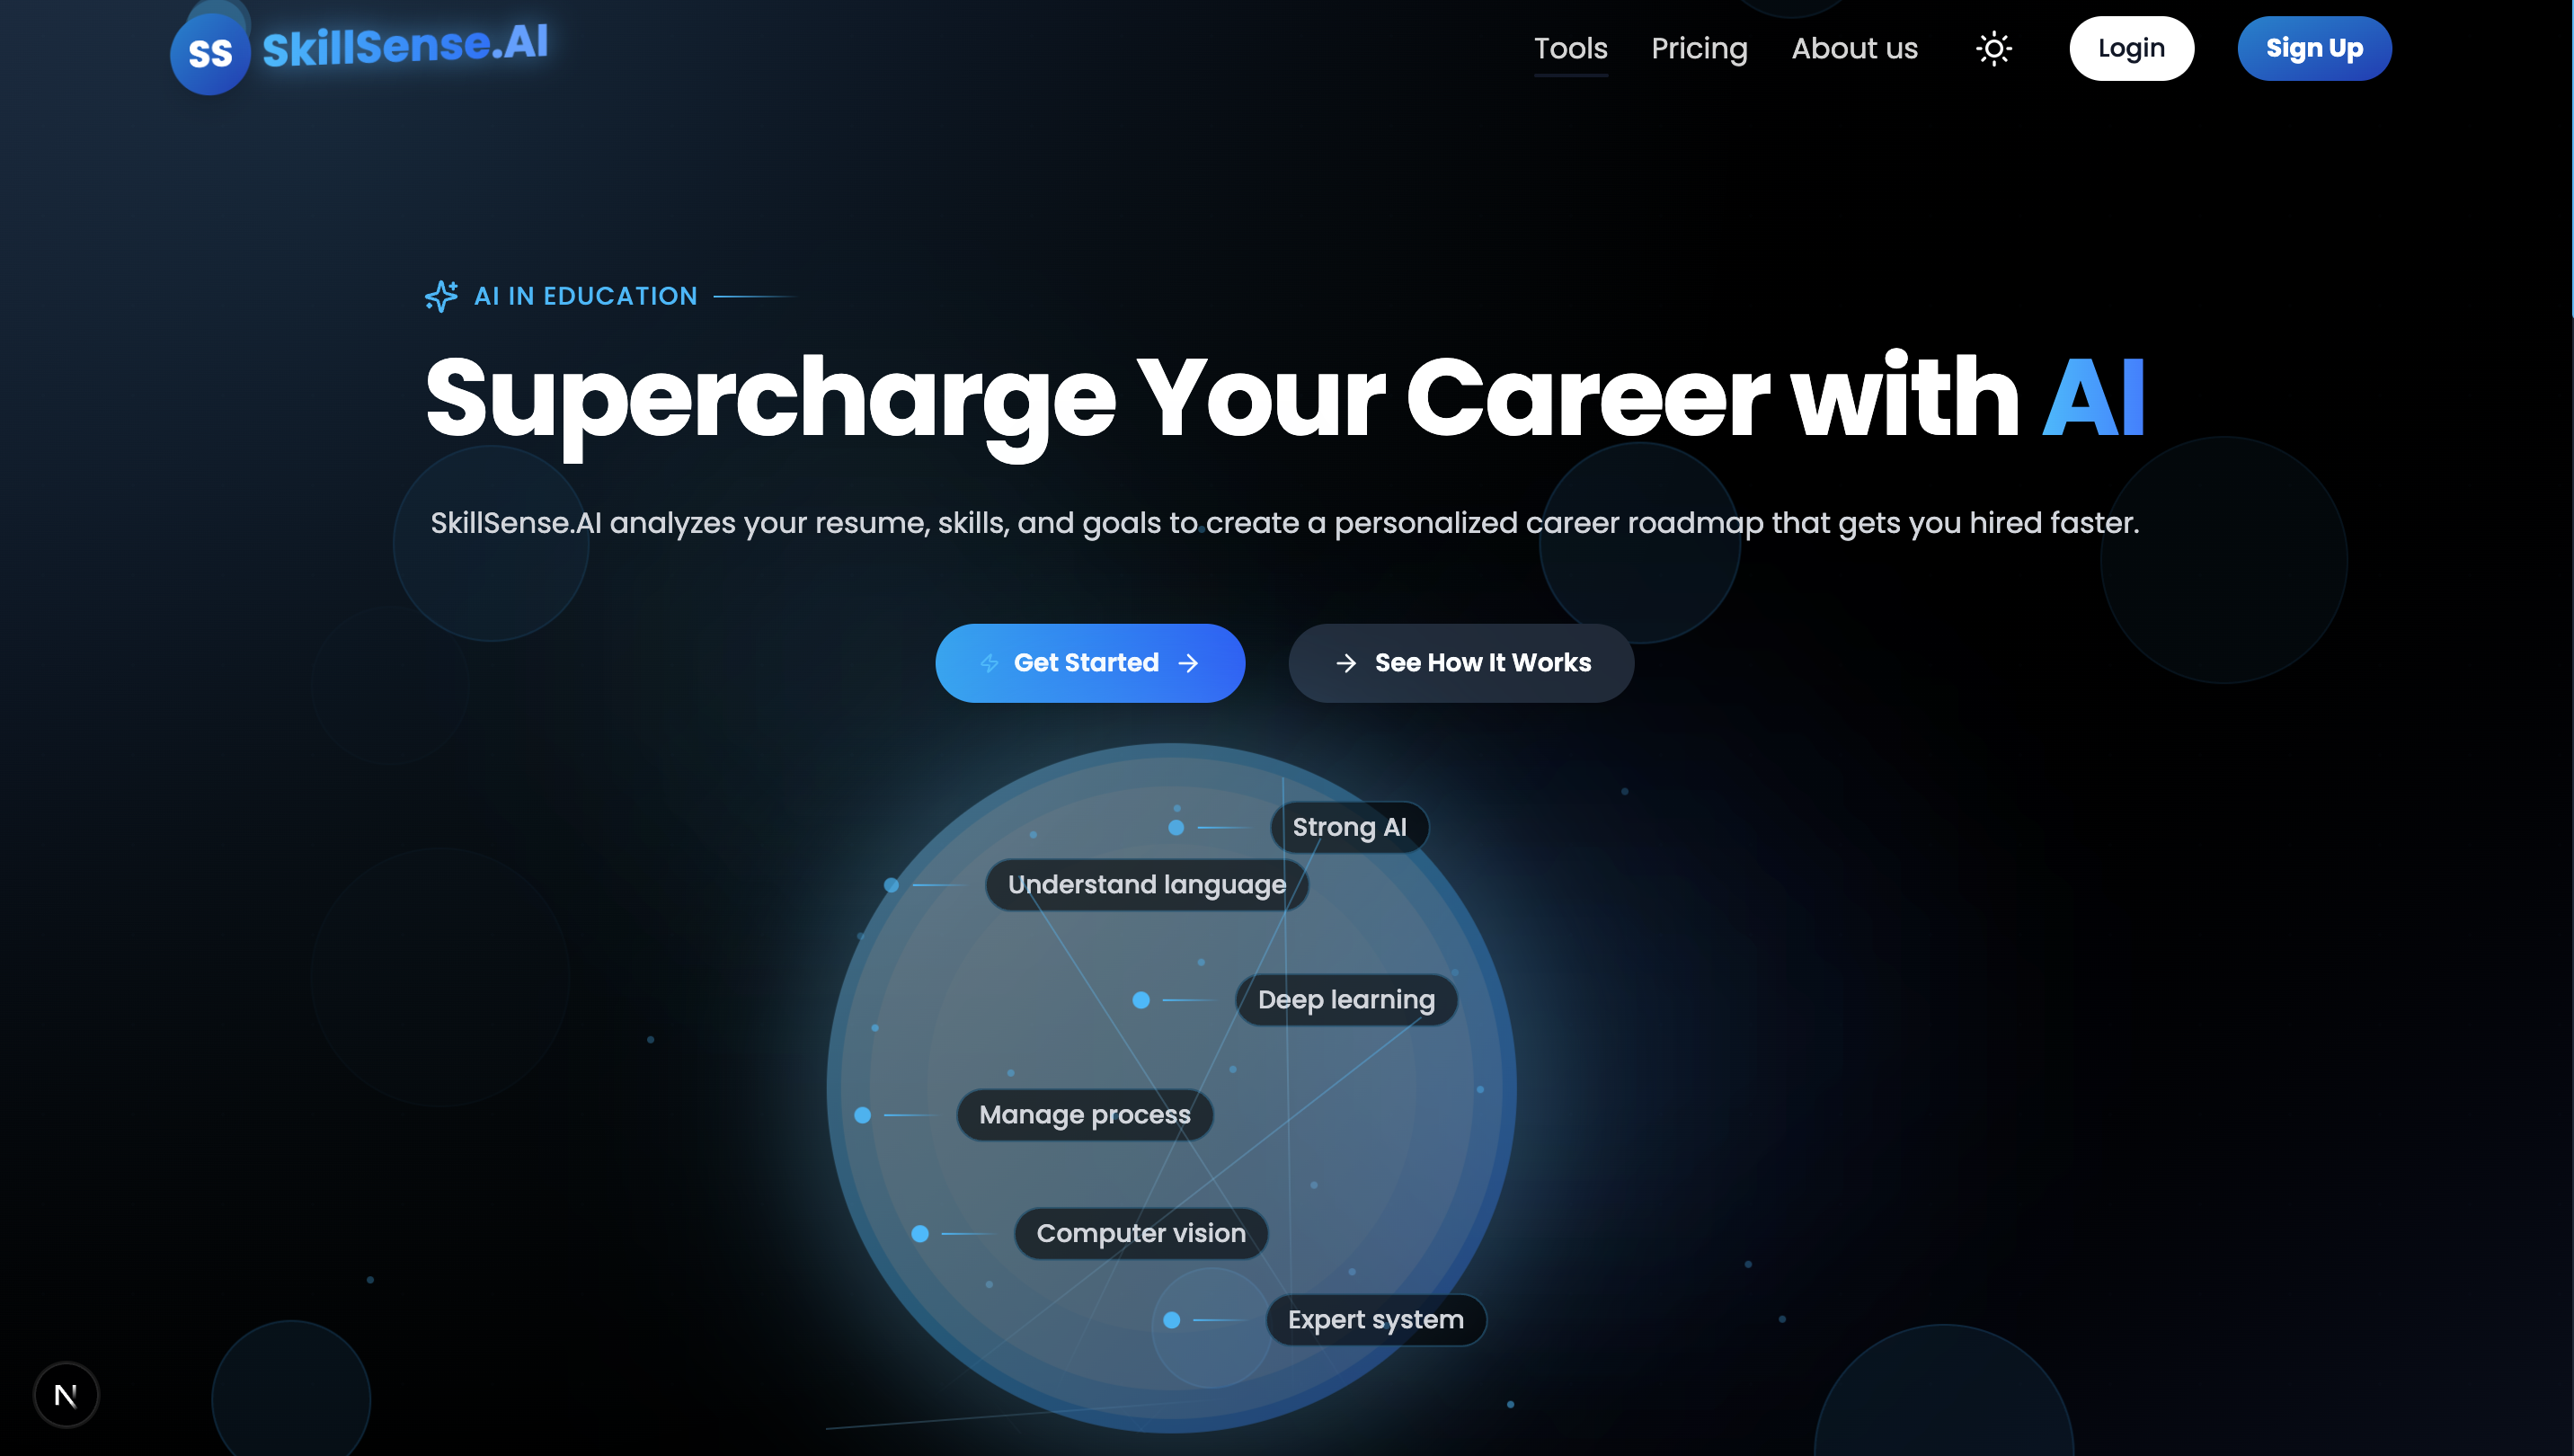 SS SkillSense.AI
Tools Pricing About us Login Sign Up
AI IN EDUCATION
Supercharge Your Career with AI
SkillSense.AI analyzes your resume, skills, and goals to create a personalized career roadmap that gets you hired faster.
Get Started See How It Works
Strong AI
Understand language
Deep learning
Manage process
Computer vision
Expert system
N